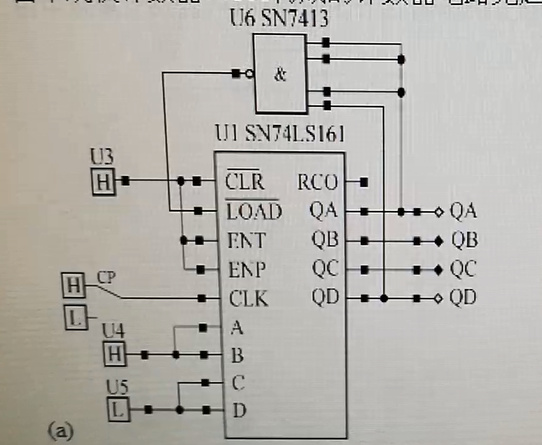 U6 SN7413
&
U1 SN74LS161
U3
H
CLR RCO
LOAD QA QA
ENT QB QB
ENP QC QC
H CP
CLK QD QD
L
U4
A
H B
U5
C
L D
(a)